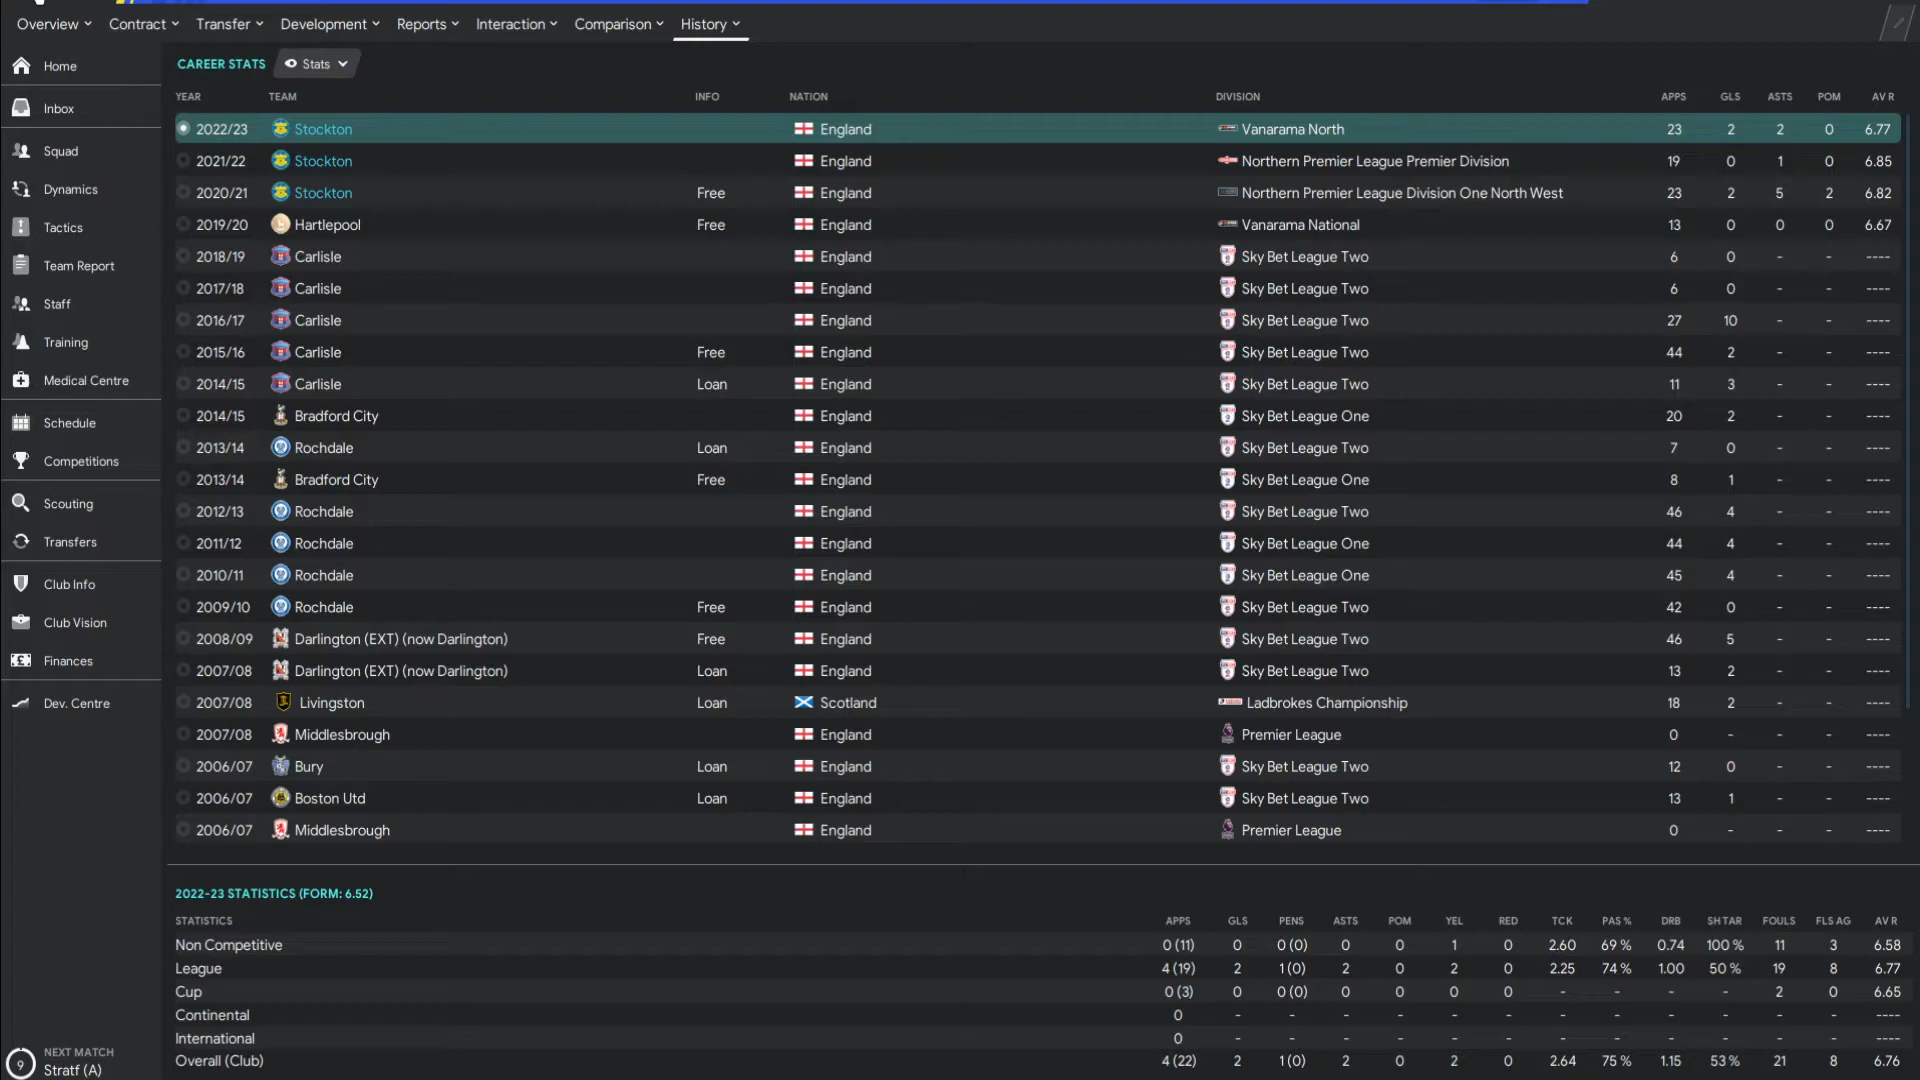 Overview Contract Transfer Development Reports Interaction Comparison History
Home
Inbox
Squad
Dynamics
Tactics
Team Report
Staff
Training
Medical Centre
Schedule
Competitions
Scouting
Transfers
Club Info
Club Vision
Finances
Dev. Centre
9 NEXT MATCH
Stratf (A)
CAREER STATS Stats
YEAR TEAM INFO NATION DIVISION APPS GLS ASTS POM AV R
2022/23 Stockton England Vanarama North 23 2 2 0 6.77
2021/22 Stockton England Northern Premier League Premier Division 19 0 1 0 6.85
2020/21 Stockton Free England Northern Premier League Division One North West 23 2 5 2 6.82
2019/20 Hartlepool Free England Vanarama National 13 0 0 0 6.67
2018/19 Carlisle England Sky Bet League Two 6 0 - - ----
2017/18 Carlisle England Sky Bet League Two 6 0 - - ----
2016/17 Carlisle England Sky Bet League Two 27 10 - - ----
2015/16 Carlisle Free England Sky Bet League Two 44 2 - - ----
2014/15 Carlisle Loan England Sky Bet League Two 11 3 - - ----
2014/15 Bradford City England Sky Bet League One 20 2 - - ----
2013/14 Rochdale Loan England Sky Bet League Two 7 0 - - ----
2013/14 Bradford City Free England Sky Bet League One 8 1 - - ----
2012/13 Rochdale England Sky Bet League Two 46 4 - - ----
2011/12 Rochdale England Sky Bet League One 44 4 - - ----
2010/11 Rochdale England Sky Bet League One 45 4 - - ----
2009/10 Rochdale Free England Sky Bet League Two 42 0 - - ----
2008/09 Darlington (EXT) (now Darlington) Free England Sky Bet League Two 46 5 - - ----
2007/08 Darlington (EXT) (now Darlington) Loan England Sky Bet League Two 13 2 - - ----
2007/08 Livingston Loan Scotland Ladbrokes Championship 18 2 - - ----
2007/08 Middlesbrough England Premier League 0 - - - ----
2006/07 Bury Loan England Sky Bet League Two 12 0 - - ----
2006/07 Boston Utd Loan England Sky Bet League Two 13 1 - - ----
2006/07 Middlesbrough England Premier League 0 - - - ----
2022-23 STATISTICS (FORM: 6.52)
STATISTICS APPS GLS PENS ASTS POM YEL RED TCK PAS % DRB SH TAR FOULS FLS AG AV R
Non Competitive 0 (11) 0 0 (0) 0 0 1 0 2.60 69 % 0.74 100 % 11 3 6.58
League 4 (19) 2 1 (0) 2 0 2 0 2.25 74 % 1.00 50 % 19 8 6.77
Cup 0 (3) 0 0 (0) 0 0 0 0 - - - - 2 0 6.65
Continental 0 - - - - - - - - - - - - ----
International 0 - - - - - - - - - - - - ----
Overall (Club) 4 (22) 2 1 (0) 2 0 2 0 2.64 75 % 1.15 53 % 21 8 6.76